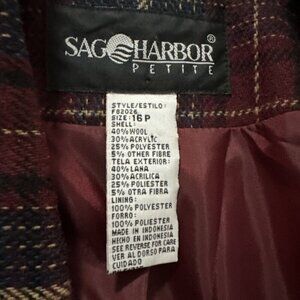 SAG HARBOR®
PETITE
STYLE/ESTILO:
F82026
SIZE: 16P
SHELL:
40% WOOL
30% ACRYLIC
25% POLYESTER
5% OTHER FIBRE
TELA EXTERIOR:
40% LANA
30% ACRILICA
25% POLIESTER
5% OTRA FIBRA
LINING:
100% POLYESTER
FORRO:
100% POLIESTER
MADE IN INDONESIA
HECHO EN INDONESIA
SEE REVERSE FOR CARE
VER AL DORSO PARA
CUIDADO